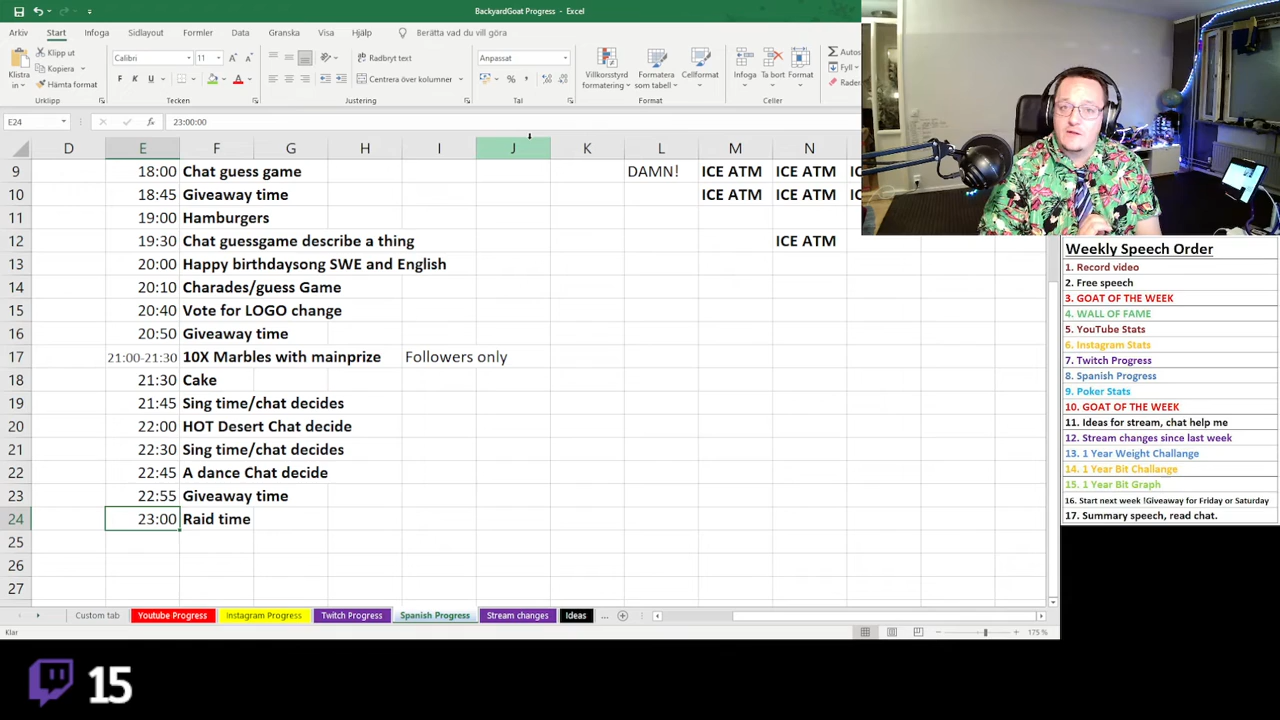 BackyardGoat Progress - Excel
Arkiv Start Infoga Sidlayout Formler Data Granska Visa Hjälp Berätta vad du vill göra
Klistra in
Klipp ut
Kopiera
Hämta format
Urklipp
Calibri 11
F K U
Tecken
Radbryt text
Centrera över kolumner
Justering
Anpassat
Tal
Villkorsstyrd formatering
Formatera som tabell
Cellformat
Format
Infoga Ta bort Format
Celler
Auto
Fyll
E24 fx 23:00:00
D E F G H I J K L M N
9 18:00 Chat guess game DAMN! ICE ATM ICE ATM IC
10 18:45 Giveaway time ICE ATM ICE ATM IC
11 19:00 Hamburgers
12 19:30 Chat guessgame describe a thing ICE ATM
13 20:00 Happy birthdaysong SWE and English
14 20:10 Charades/guess Game
15 20:40 Vote for LOGO change
16 20:50 Giveaway time
17 21:00-21:30 10X Marbles with mainprize Followers only
18 21:30 Cake
19 21:45 Sing time/chat decides
20 22:00 HOT Desert Chat decide
21 22:30 Sing time/chat decides
22 22:45 A dance Chat decide
23 22:55 Giveaway time
24 23:00 Raid time
25
26
27
Custom tab Youtube Progress Instagram Progress Twitch Progress Spanish Progress Stream changes Ideas ...
Klar 175 %
Weekly Speech Order
1. Record video
2. Free speech
3. GOAT OF THE WEEK
4. WALL OF FAME
5. YouTube Stats
6. Instagram Stats
7. Twitch Progress
8. Spanish Progress
9. Poker Stats
10. GOAT OF THE WEEK
11. Ideas for stream, chat help me
12. Stream changes since last week
13. 1 Year Weight Challange
14. 1 Year Bit Challange
15. 1 Year Bit Graph
16. Start next week !Giveaway for Friday or Saturday
17. Summary speech, read chat.
15